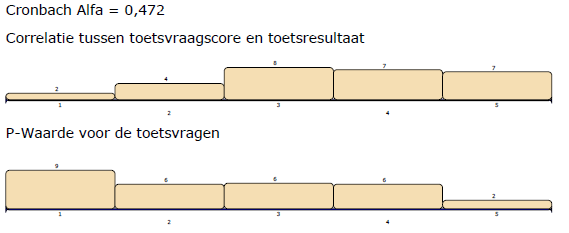 Cronbach Alfa = 0,472
Correlatie tussen toetsvraagscore en toetsresultaat
2 4 8 7 7
1 2 3 4 5
P-Waarde voor de toetsvragen
9 6 6 6 2
1 2 3 4 5